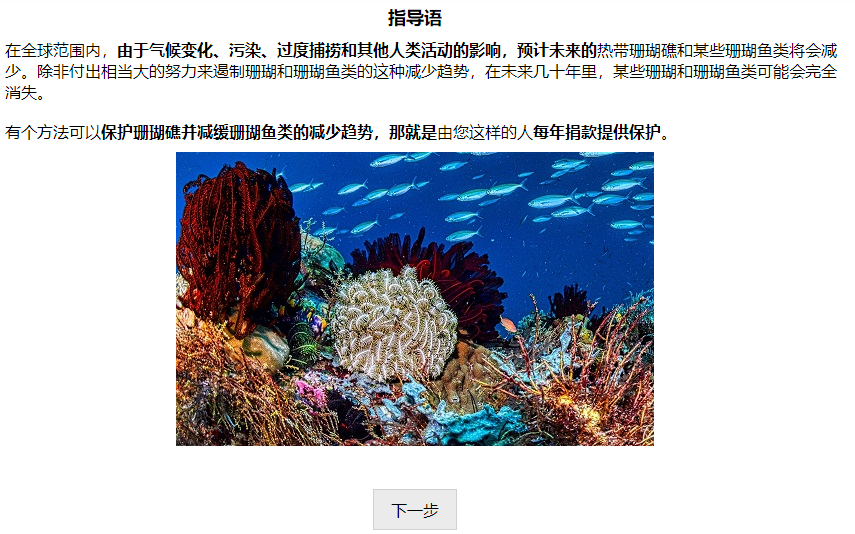 指导语
在全球范围内，由于气候变化、污染、过度捕捞和其他人类活动的影响，预计未来的热带珊瑚礁和某些珊瑚鱼类将会减
少。除非付出相当大的努力来遏制珊瑚和珊瑚鱼类的这种减少趋势，在未来几十年里，某些珊瑚和珊瑚鱼类可能会完全
消失。
有个方法可以保护珊瑚礁并减缓珊瑚鱼类的减少趋势，那就是由您这样的人每年捐款提供保护。
下一步